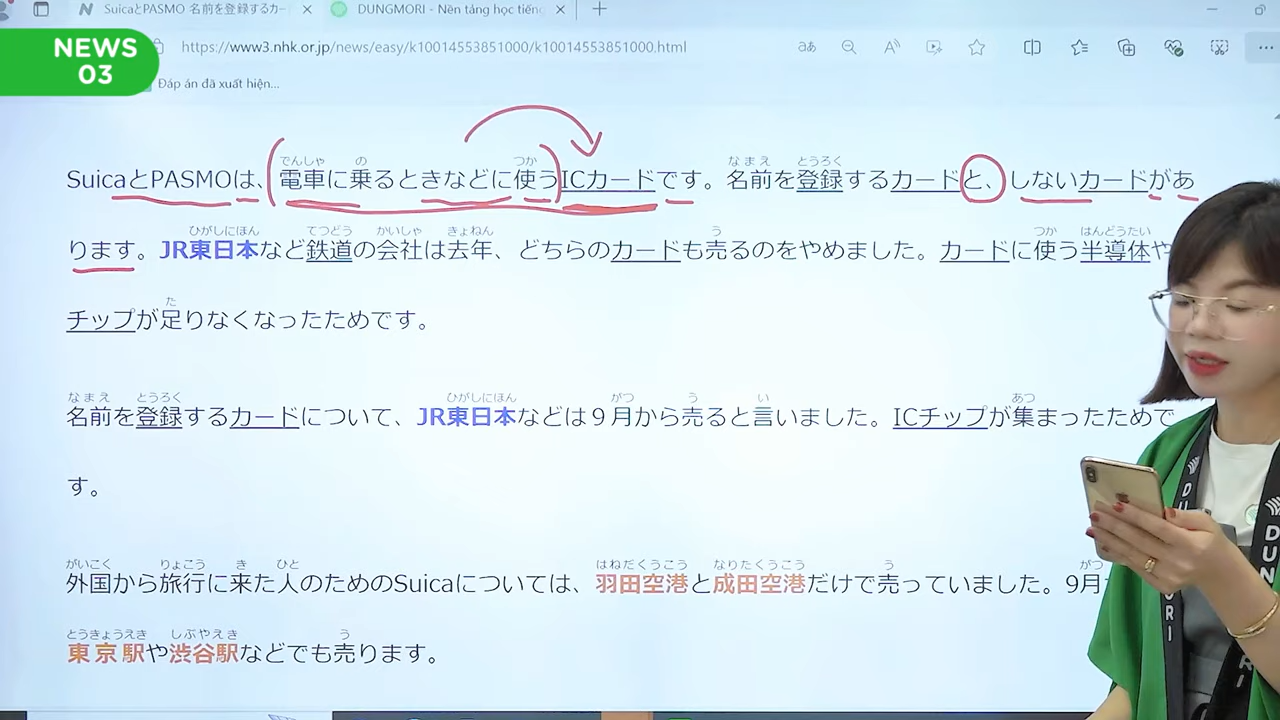 SuicaとPASMO 名前を登録するカー
DUNGMORI - Nền tảng học tiếng
NEWS
03
https://www3.nhk.or.jp/news/easy/k10014553851000/k10014553851000.html
Đáp án đã xuất hiện...
でんしゃ の つか なまえ とうろく
SuicaとPASMOは、電車に乗るときなどに使うICカードです。名前を登録するカードと、しないカードがあ
ひがしにほん てつどう かいしゃ きょねん う つか はんどうたい
ります。JR東日本など鉄道の会社は去年、どちらのカードも売るのをやめました。カードに使う半導体や
た
チップが足りなくなったためです。
なまえ とうろく ひがしにほん がつ う い あつ
名前を登録するカードについて、JR東日本などは９月から売ると言いました。ICチップが集まったためで
す。
がいこく りょこう き ひと はねだくうこう なりたくうこう う がつ
外国から旅行に来た人のためのSuicaについては、羽田空港と成田空港だけで売っていました。9月
とうきょうえき しぶやえき う
東京駅や渋谷駅などでも売ります。
DUNGMORI